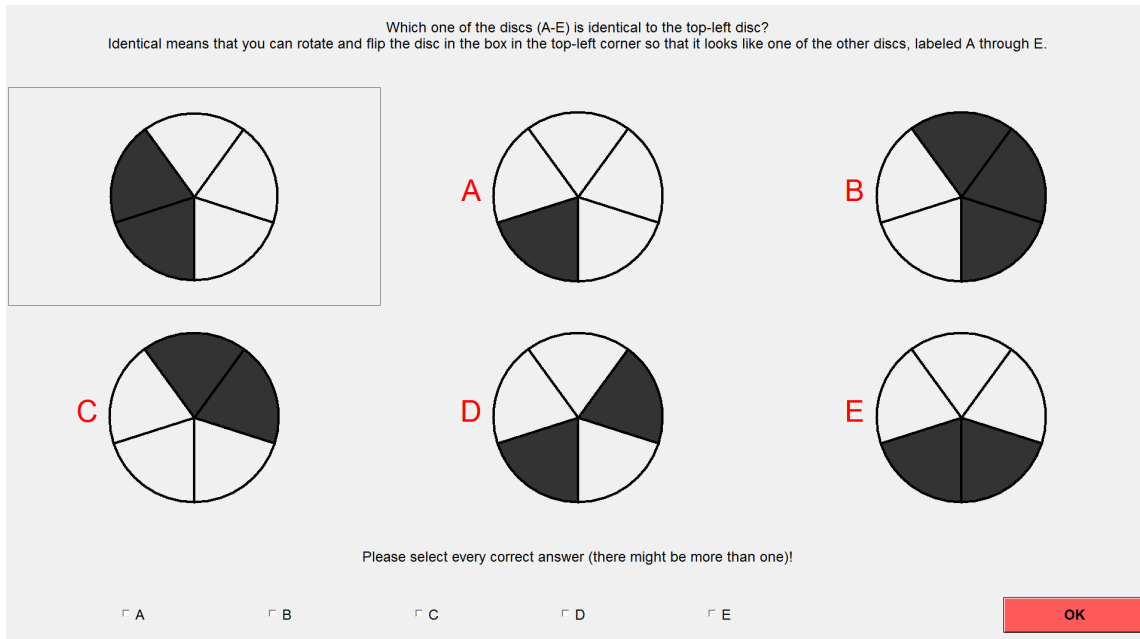 Which one of the discs (A-E) is identical to the top-left disc?
Identical means that you can rotate and flip the disc in the box in the top-left corner so that it looks like one of the other discs, labeled A through E.
A
B
C
D
E
Please select every correct answer (there might be more than one)!
A B C D E OK